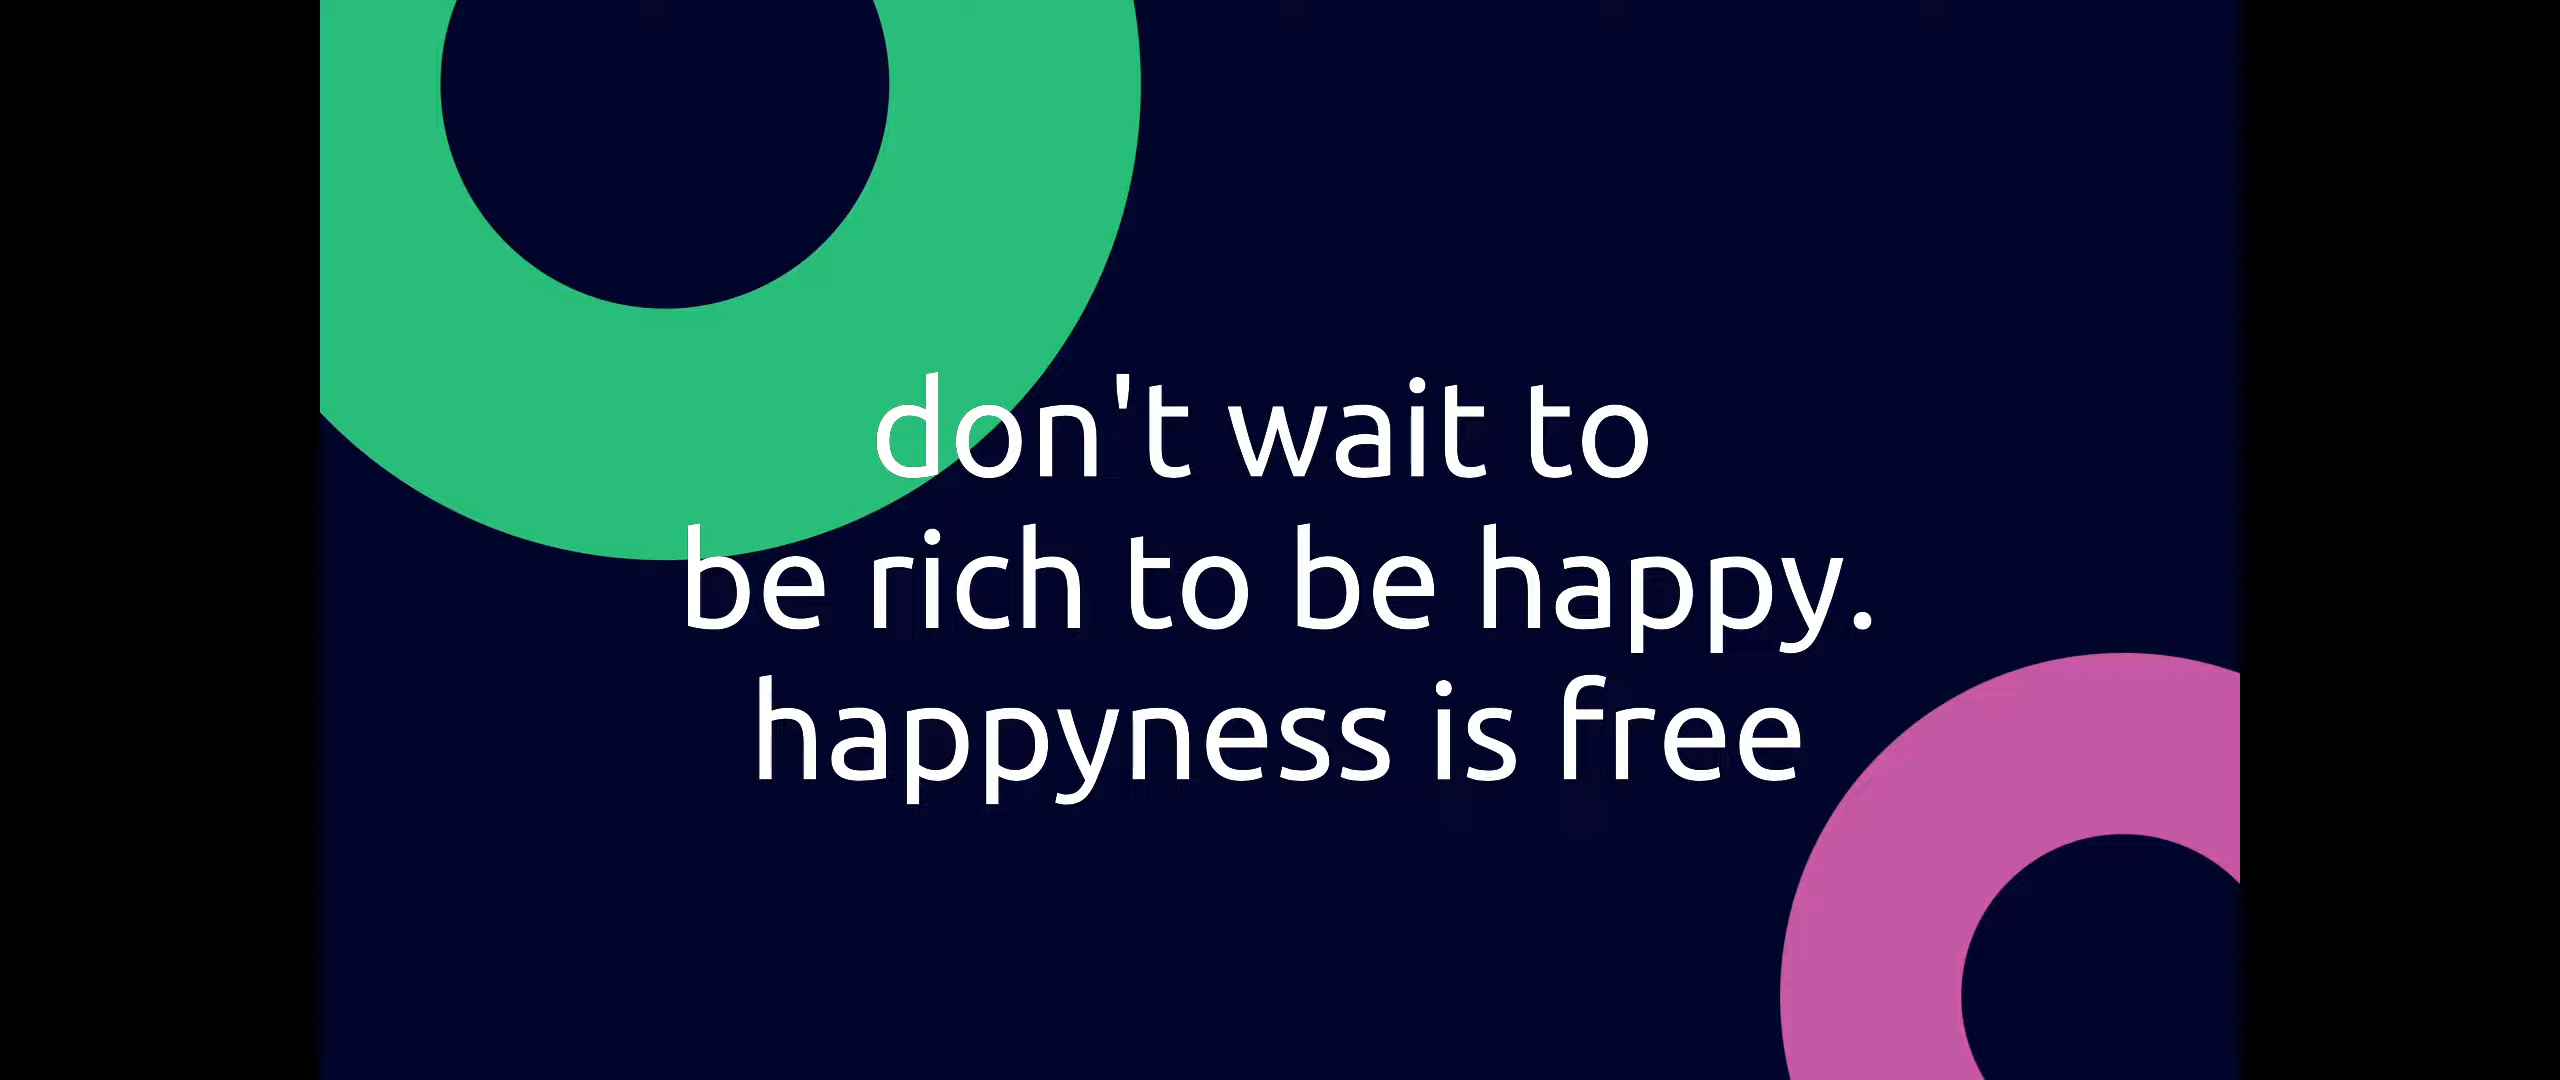 don't wait to
be rich to be happy.
happyness is free